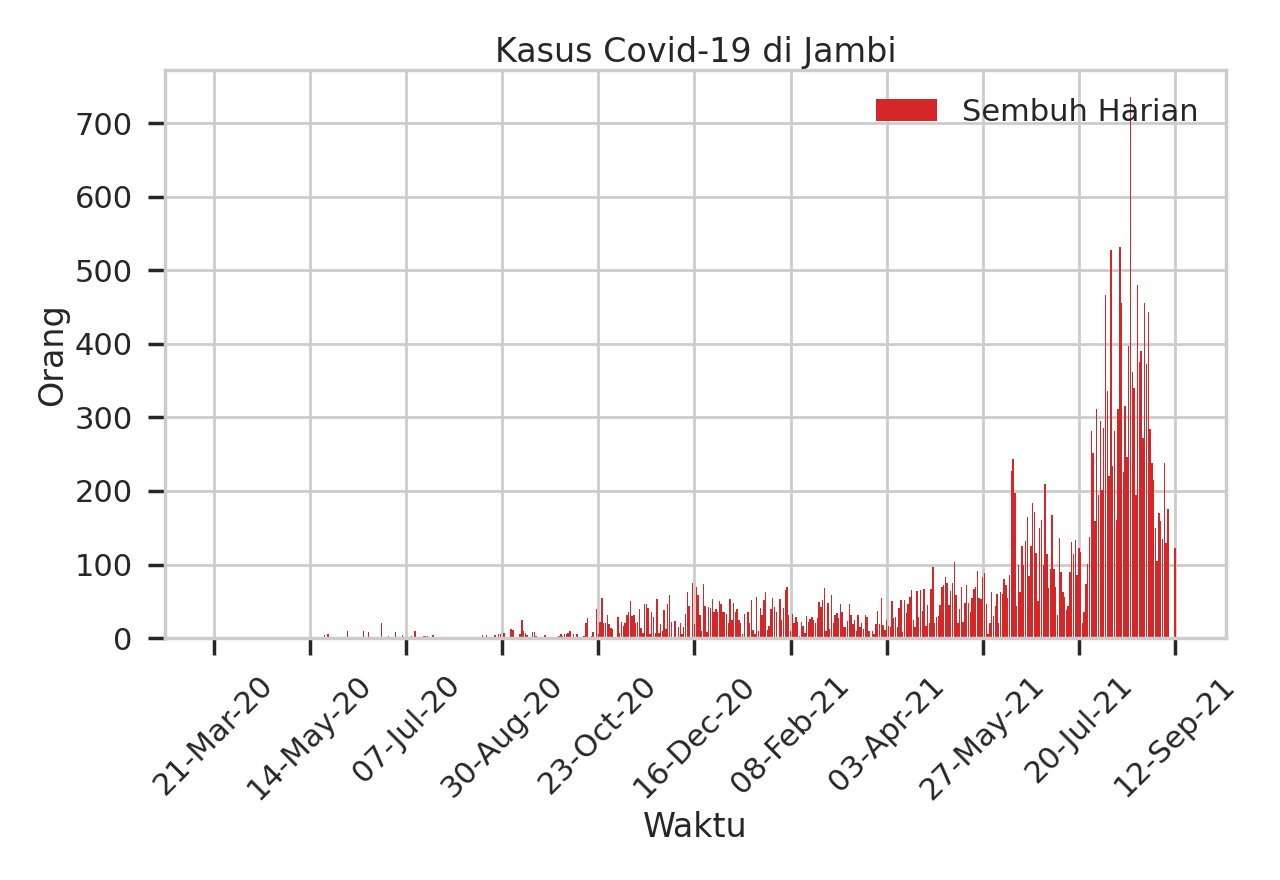 Kasus Covid-19 di Jambi
Sembuh Harian
Orang
700
600
500
400
300
200
100
0
21-Mar-20
14-May-20
07-Jul-20
30-Aug-20
23-Oct-20
16-Dec-20
08-Feb-21
03-Apr-21
27-May-21
20-Jul-21
12-Sep-21
Waktu